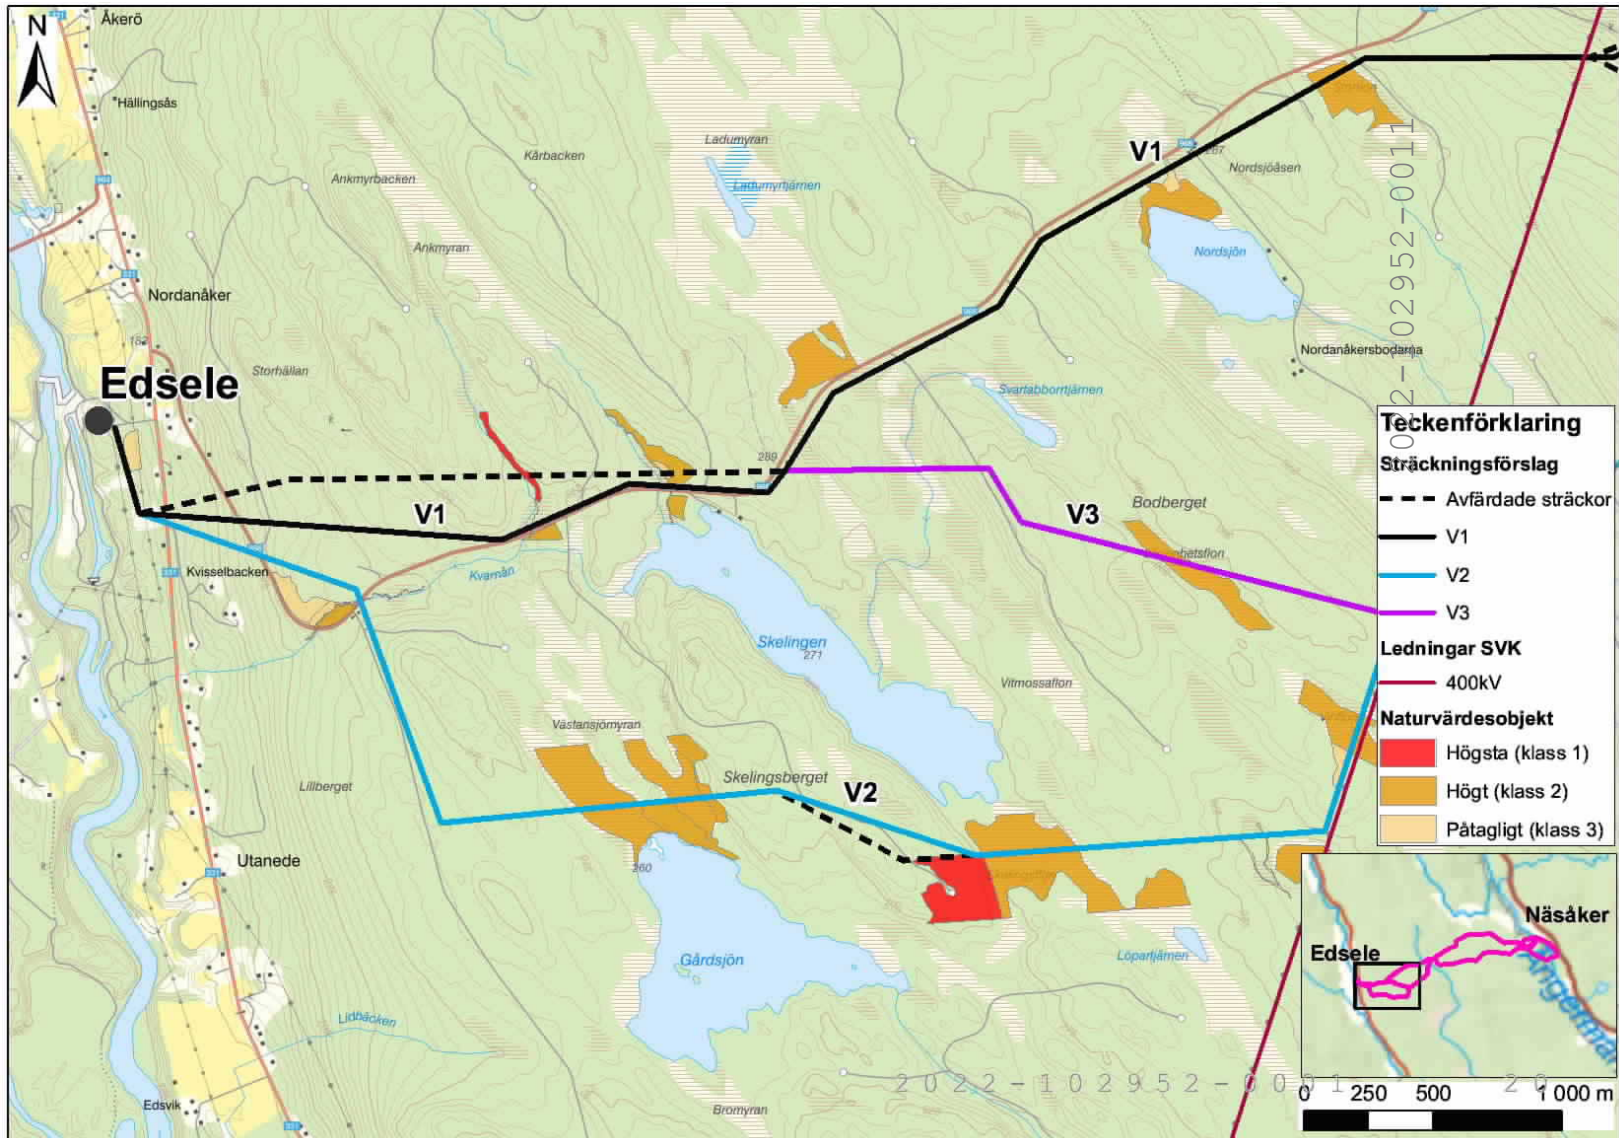 N
Åkerö
Hällingsås
Ladumyran
Kårbacken
Ankmyrbacken
Ladumyrtjärnen
V1
267
Nordsjöåsen
Ankmyran
Nordsjön
Nordanåker
182
Storhällan
Edsele
Nordanåkersbodarna
Svartabborrtjärnen
289
V1
V3
Bodberget
Kvisselbacken
Kvarnån
Skelingen
271
Vitmossaflon
Västansjömyran
Skelingsberget
V2
Lillberget
Utanede
260
Gårdsjön
Löpartjärnen
Lidbäcken
Edsvik
Bromyran
Teckenförklaring
Sträckningsförslag
Avfärdade sträckor
V1
V2
V3
Ledningar SVK
400kV
Naturvärdesobjekt
Högsta (klass 1)
Högt (klass 2)
Påtagligt (klass 3)
Näsåker
Edsele
0 250 500 1 000 m